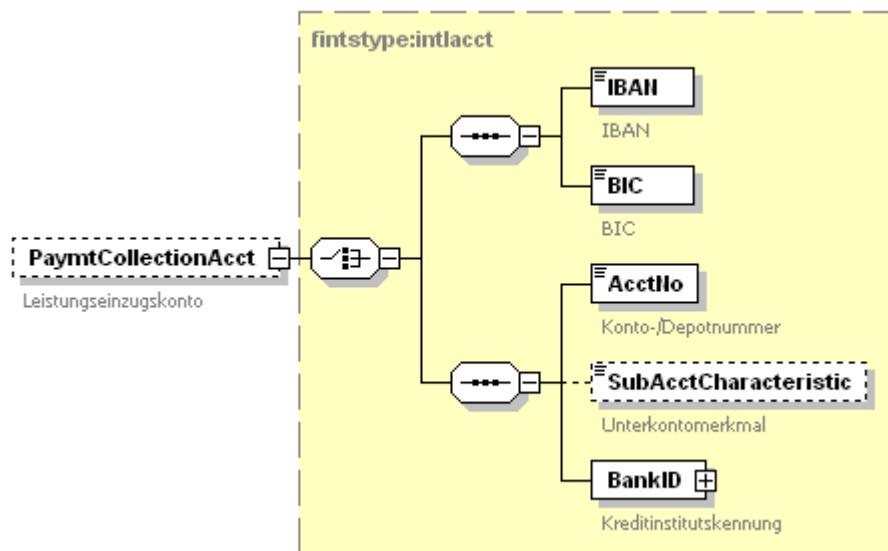 fintstype:intlacct
IBAN
IBAN
BIC
BIC
PaymtCollectionAcct
Leistungseinzugskonto
AcctNo
Konto-/Depotnummer
SubAcctCharacteristic
Unterkontomerkmal
BankID
Kreditinstitutskennung